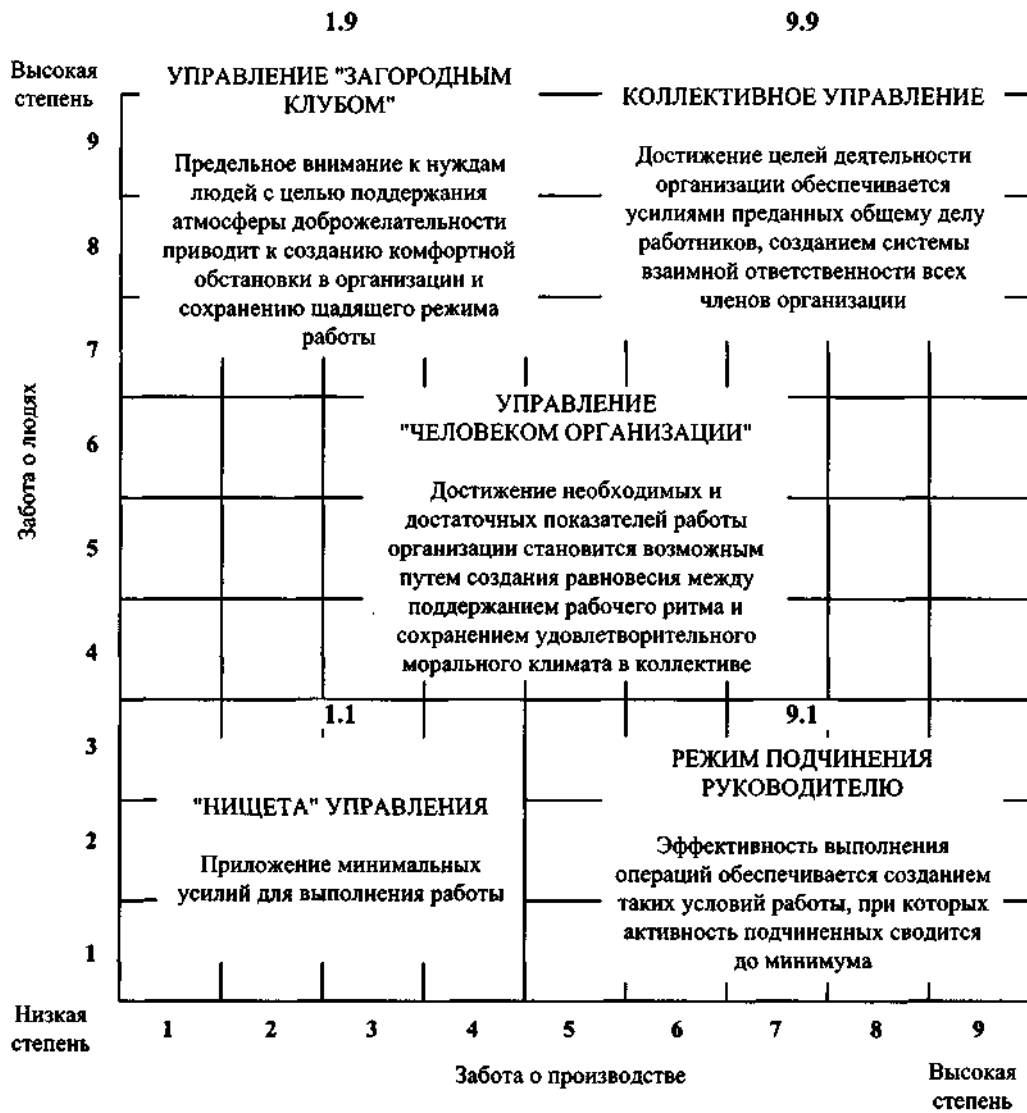 1.9
9.9
Высокая
степень
УПРАВЛЕНИЕ "ЗАГОРОДНЫМ
КЛУБОМ"
Предельное внимание к нуждам
людей с целью поддержания
атмосферы доброжелательности
приводит к созданию комфортной
обстановки в организации и
сохранению щадящего режима
работы
КОЛЛЕКТИВНОЕ УПРАВЛЕНИЕ
Достижение целей деятельности
организации обеспечивается
усилиями преданных общему делу
работников, созданием системы
взаимной ответственности всех
членов организации
9
8
7
6
5
4
3
2
1
Забота о людях
УПРАВЛЕНИЕ
"ЧЕЛОВЕКОМ ОРГАНИЗАЦИИ"
Достижение необходимых и
достаточных показателей работы
организации становится возможным
путем создания равновесия между
поддержанием рабочего ритма и
сохранением удовлетворительного
морального климата в коллективе
1.1
"НИЩЕТА" УПРАВЛЕНИЯ
Приложение минимальных
усилий для выполнения работы
9.1
РЕЖИМ ПОДЧИНЕНИЯ
РУКОВОДИТЕЛЮ
Эффективность выполнения
операций обеспечивается созданием
таких условий работы, при которых
активность подчиненных сводится
до минимума
Низкая
степень
1 2 3 4 5 6 7 8 9
Забота о производстве
Высокая
степень